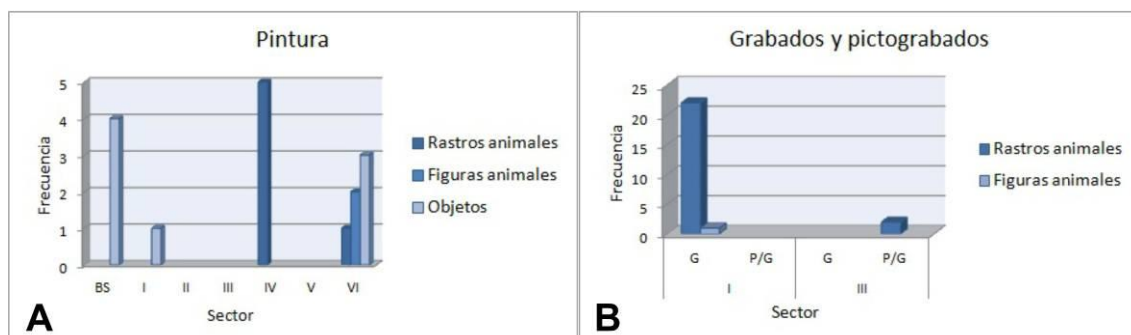 Pintura
5
4
3
2
1
0
Frecuencia
BS I II III IV V VI
Sector
Rastros animales
Figuras animales
Objetos
A
Grabados y pictograbados
25
20
15
10
5
0
Frecuencia
G P/G G P/G
I III
Sector
Rastros animales
Figuras animales
B